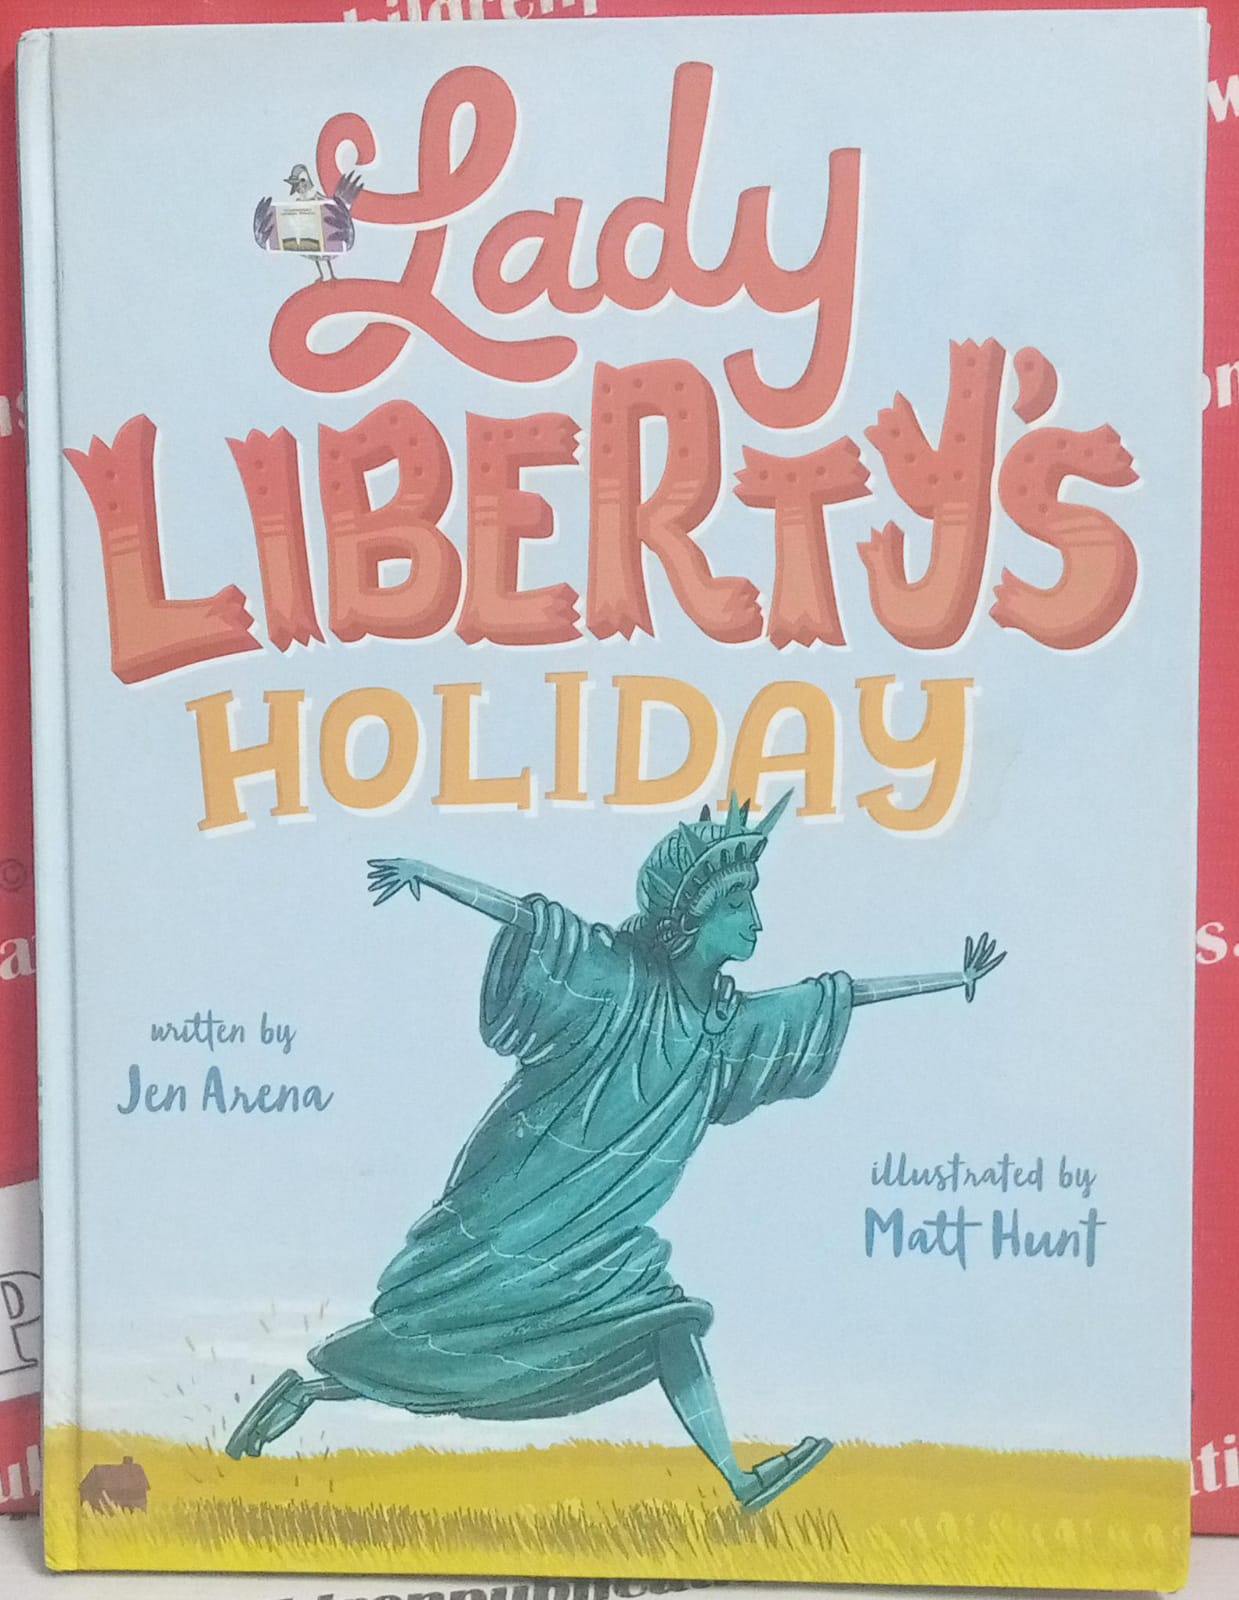 Lady
LIBERTY'S
HOLIDAY
written by
Jen Arena
illustrated by
Matt Hunt